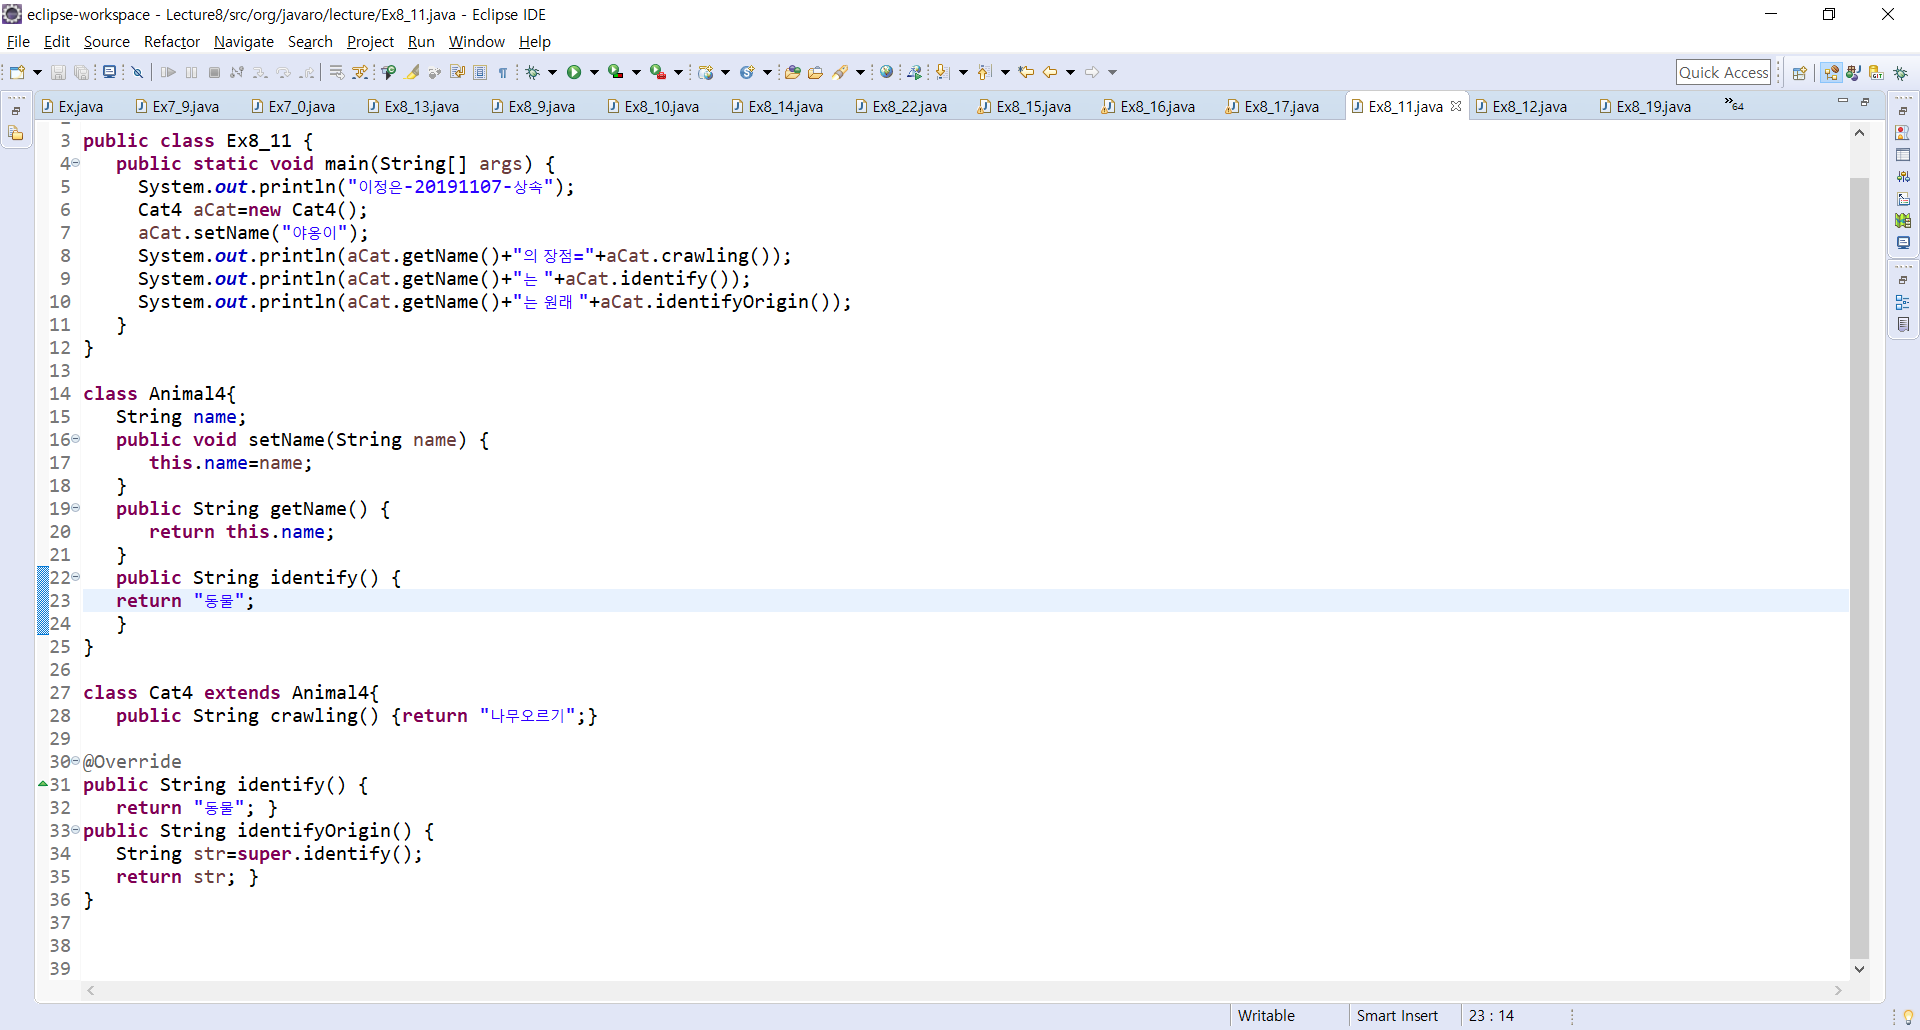 eclipse-workspace - Lecture8/src/org/javaro/lecture/Ex8_11.java - Eclipse IDE
File Edit Source Refactor Navigate Search Project Run Window Help
Quick Access
Ex.java Ex7_9.java Ex7_0.java Ex8_13.java Ex8_9.java Ex8_10.java Ex8_14.java Ex8_22.java Ex8_15.java Ex8_16.java Ex8_17.java Ex8_11.java Ex8_12.java Ex8_19.java »64
3 public class Ex8_11 {
4 public static void main(String[] args) {
5 System.out.println("이정은-20191107-상속");
6 Cat4 aCat=new Cat4();
7 aCat.setName("야옹이");
8 System.out.println(aCat.getName()+"의 장점="+aCat.crawling());
9 System.out.println(aCat.getName()+"는 "+aCat.identify());
10 System.out.println(aCat.getName()+"는 원래 "+aCat.identifyOrigin());
11 }
12 }
13
14 class Animal4{
15 String name;
16 public void setName(String name) {
17 this.name=name;
18 }
19 public String getName() {
20 return this.name;
21 }
22 public String identify() {
23 return "동물";
24 }
25 }
26
27 class Cat4 extends Animal4{
28 public String crawling() {return "나무오르기";}
29
30 @Override
31 public String identify() {
32 return "동물"; }
33 public String identifyOrigin() {
34 String str=super.identify();
35 return str; }
36 }
37
38
39
Writable Smart Insert 23 : 14